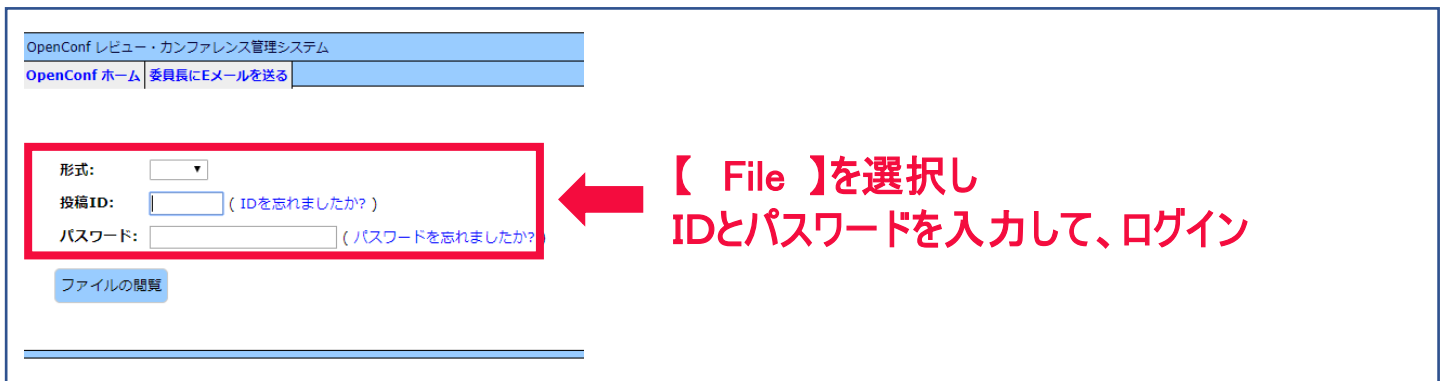 OpenConf レビュー・カンファレンス管理システム
OpenConf ホーム 委員長にEメールを送る
形式:
投稿ID: ( IDを忘れましたか? )
パスワード: ( パスワードを忘れましたか? )
ファイルの閲覧
【 File 】を選択し
IDとパスワードを入力して、ログイン